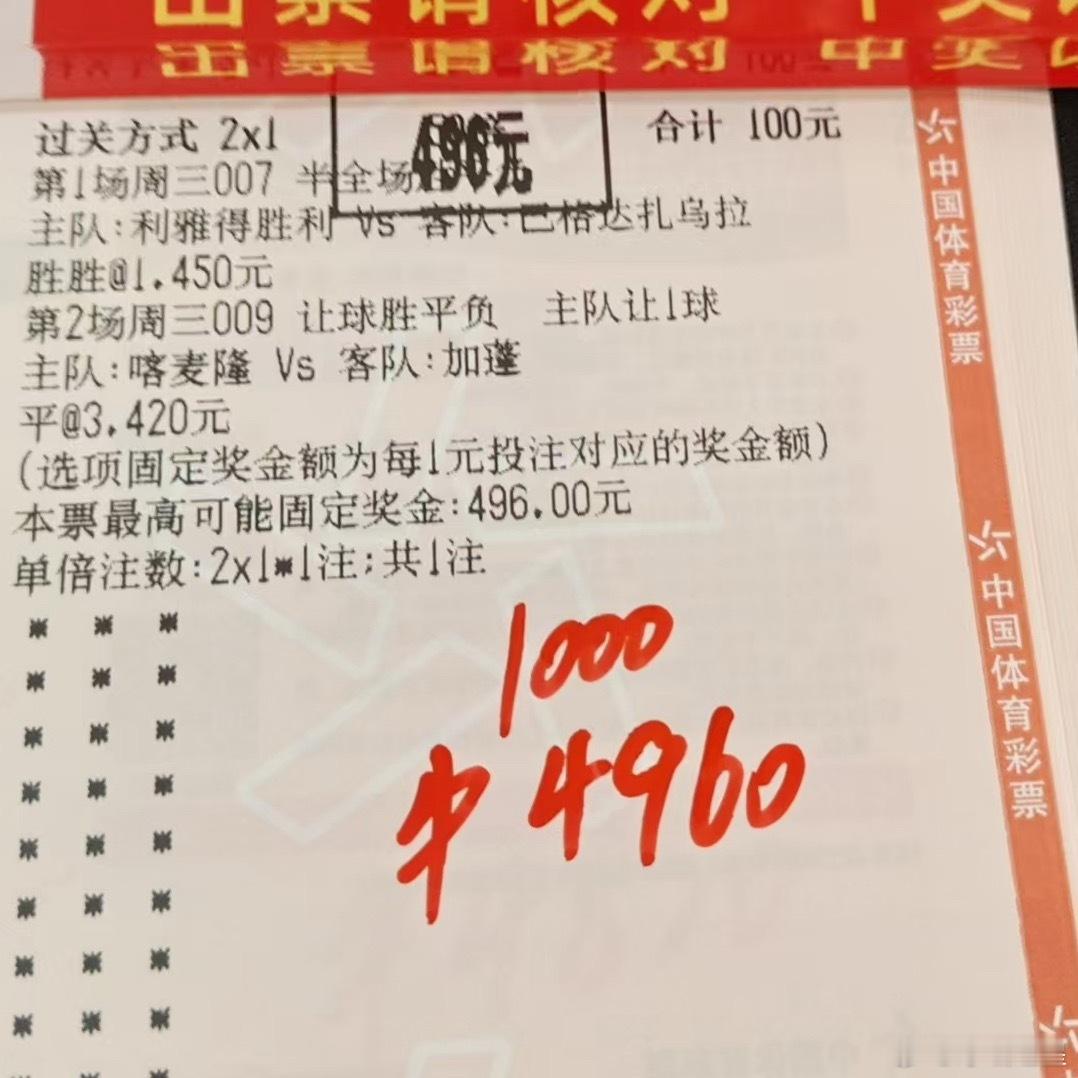 出票请核对 中奖
出票请核对 中奖
496元
过关方式 2x1 合计 100元
第1场周三007 半全场
主队:利雅得胜利 Vs 客队:巴格达扎乌拉
胜胜@1.450元
第2场周三009 让球胜平负 主队让1球
主队:喀麦隆 Vs 客队:加蓬
平@3.420元
(选项固定奖金额为每1元投注对应的奖金额)
本票最高可能固定奖金:496.00元
单倍注数:2x1*1注;共1注
1000
中4960
中国体育彩票
中国体育彩票